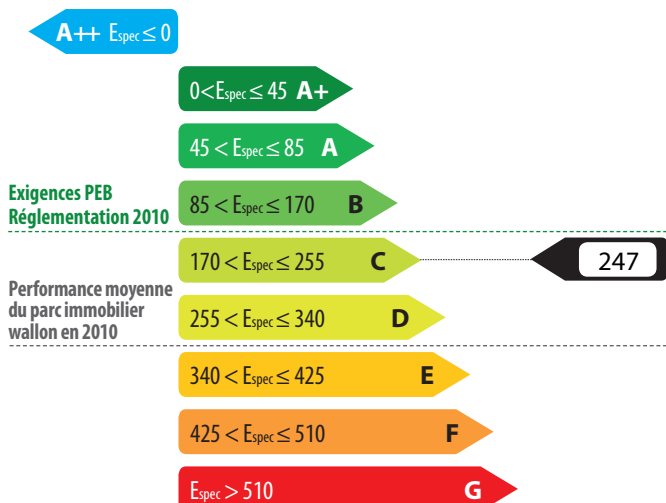 A++ Espec ≤ 0
0<Espec ≤ 45 A+
45 < Espec ≤ 85 A
Exigences PEB
Réglementation 2010
85 < Espec ≤ 170 B
170 < Espec ≤ 255 C
247
Performance moyenne
du parc immobilier
wallon en 2010
255 < Espec ≤ 340 D
340 < Espec ≤ 425 E
425 < Espec ≤ 510 F
Espec > 510 G